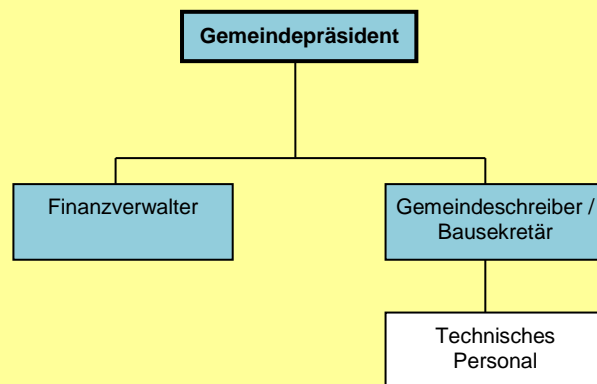 Gemeindepräsident
Finanzverwalter
Gemeindeschreiber /
Bausekretär
Technisches
Personal